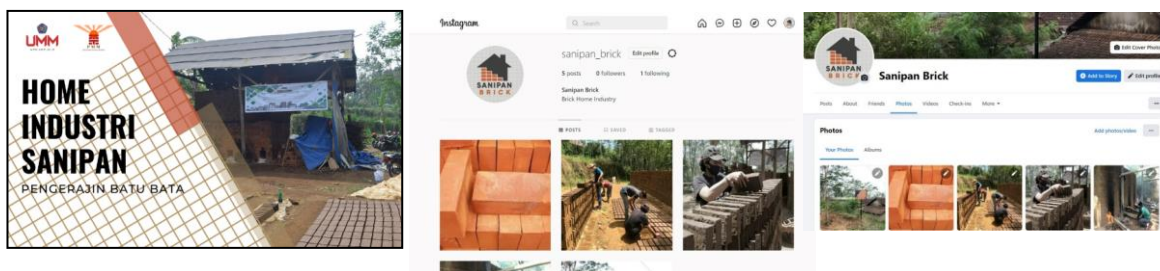 UMM
HOME
INDUSTRI
SANIPAN
PENGERAJIN BATU BATA
Instagram
Search
SANIPAN
BRICK
sanipan_brick
Edit profile
5 posts
0 followers
1 following
Sanipan Brick
Brick Home Industry
POSTS
SAVED
TAGGED
Edit Cover Photo
SANIPAN
BRICK
Sanipan Brick
Add to Story
Edit profile
Posts
About
Friends
Photos
Videos
Check-Ins
More
Photos
Add photos/video
Your Photos
Albums